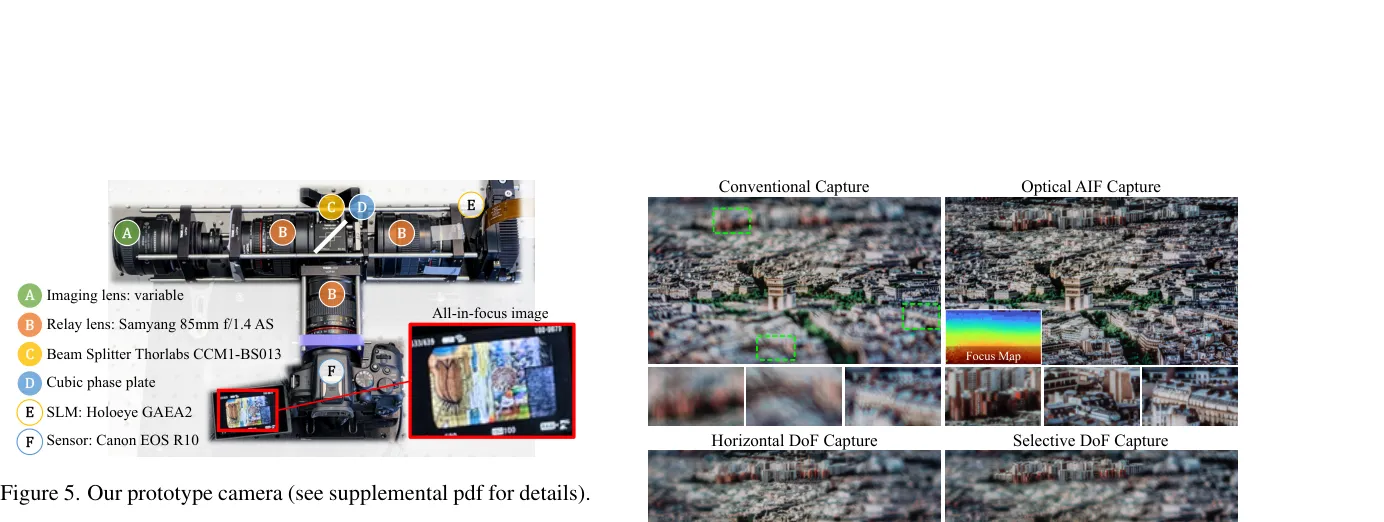 A
B
C
D
B
E
A Imaging lens: variable
B Relay lens: Samyang 85mm f/1.4 AS
C Beam Splitter Thorlabs CCM1-BS013
D Cubic phase plate
E SLM: Holoeye GAEA2
F Sensor: Canon EOS R10
B
F
All-in-focus image
100-0873
Figure 5. Our prototype camera (see supplemental pdf for details).
Conventional Capture
Optical AIF Capture
Focus Map
Horizontal DoF Capture
Selective DoF Capture